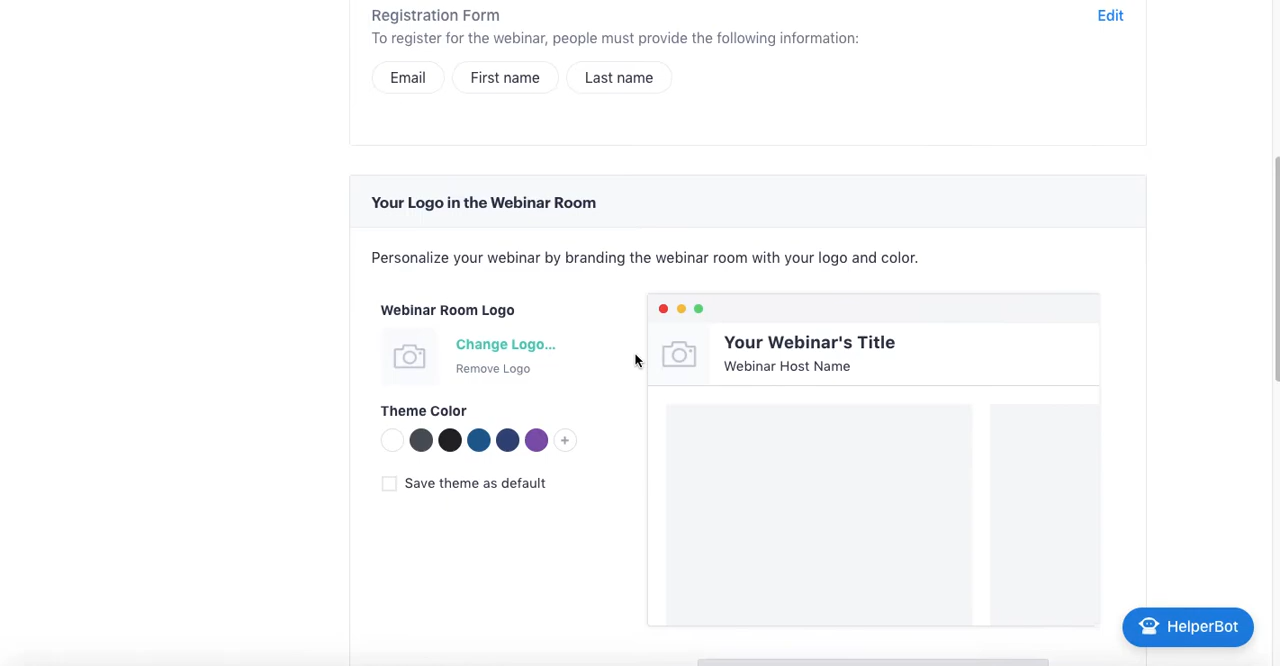 Registration Form
Edit
To register for the webinar, people must provide the following information:
Email First name Last name
Your Logo in the Webinar Room
Personalize your webinar by branding the webinar room with your logo and color.
Webinar Room Logo
Change Logo...
Remove Logo
Theme Color
Save theme as default
Your Webinar's Title
Webinar Host Name
HelperBot